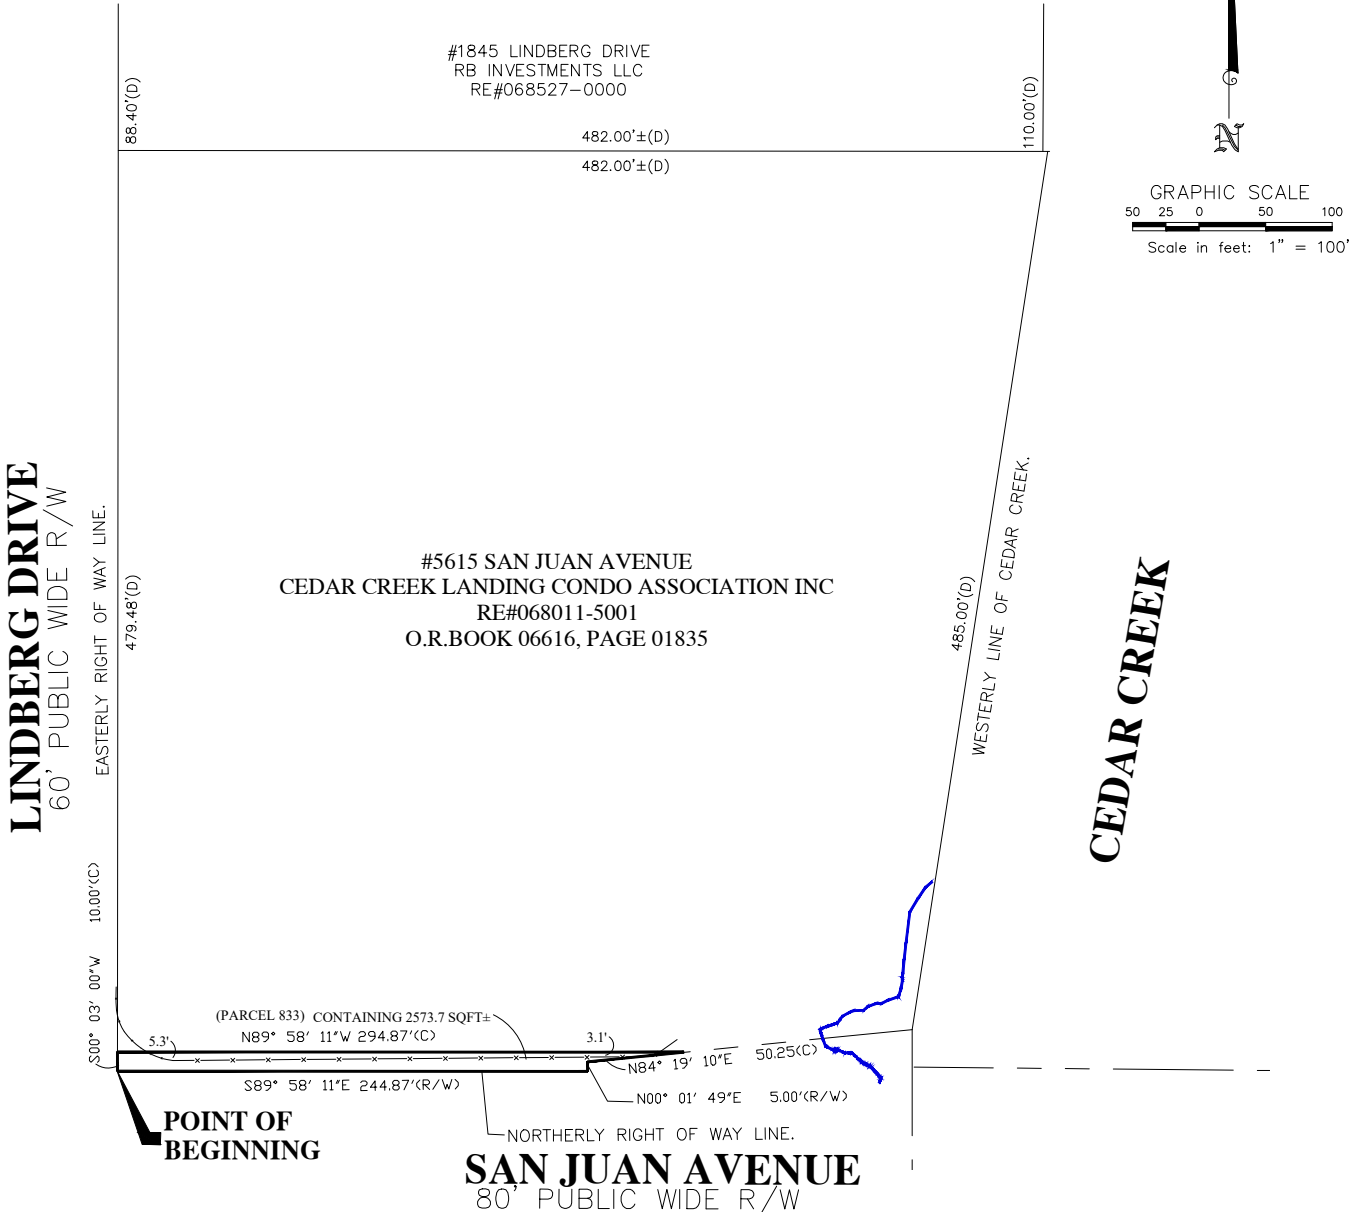 #1845 LINDBERG DRIVE
RB INVESTMENTS LLC
RE#068527-0000
88.40'(D)
110.00'(D)
482.00'±(D)
482.00'±(D)
N
GRAPHIC SCALE
50 25 0 50 100
Scale in feet: 1" = 100'
LINDBERG DRIVE
60' PUBLIC WIDE R/W
EASTERLY RIGHT OF WAY LINE.
479.48'(D)
#5615 SAN JUAN AVENUE
CEDAR CREEK LANDING CONDO ASSOCIATION INC
RE#068011-5001
O.R.BOOK 06616, PAGE 01835
485.00'(D)
WESTERLY LINE OF CEDAR CREEK.
CEDAR CREEK
S00° 03' 00"W 10.00'(C)
(PARCEL 833) CONTAINING 2573.7 SQFT±
5.3'
N89° 58' 11"W 294.87'(C)
3.1'
N84° 19' 10"E 50.25(C)
S89° 58' 11"E 244.87'(R/W)
N00° 01' 49"E 5.00'(R/W)
POINT OF
BEGINNING
NORTHERLY RIGHT OF WAY LINE.
SAN JUAN AVENUE
80' PUBLIC WIDE R/W